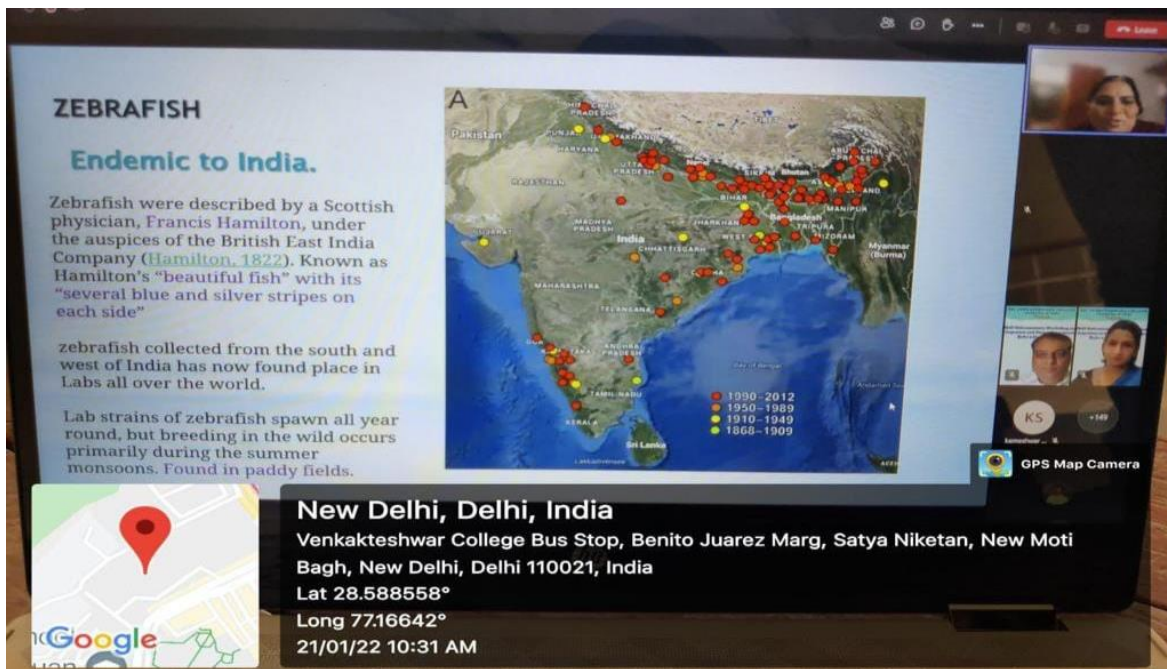 Leave
ZEBRAFISH
Endemic to India.
Zebrafish were described by a Scottish
physician, Francis Hamilton, under
the auspices of the British East India
Company (Hamilton, 1822). Known as
Hamilton's "beautiful fish" with its
"several blue and silver stripes on
each side"
zebrafish collected from the south and
west of India has now found place in
Labs all over the world.
Lab strains of zebrafish spawn all year
round, but breeding in the wild occurs
primarily during the summer
monsoons. Found in paddy fields.
A
Pakistan
PRADESH
HARYANA
RAJASTHAN
PRADESH
Bhutan
BIHAR
MANIPUR
Bangladesh
TRIPURA
MIZORAM
GUJARAT
MADHYA
PRADESH
India
CHHATTISGARH
WEST
Myanmar
(Burma)
MAHARASHTRA
TELANGANA
ANDHRA
PRADESH
TAMIL NADU
KERALA
Sri Lanka
1990-2012
1950-1989
1910-1949
1868-1909
KS
+149
GPS Map Camera
New Delhi, Delhi, India
Venkakteshwar College Bus Stop, Benito Juarez Marg, Satya Niketan, New Moti
Bagh, New Delhi, Delhi 110021, India
Lat 28.588558°
Long 77.16642°
21/01/22 10:31 AM
Google